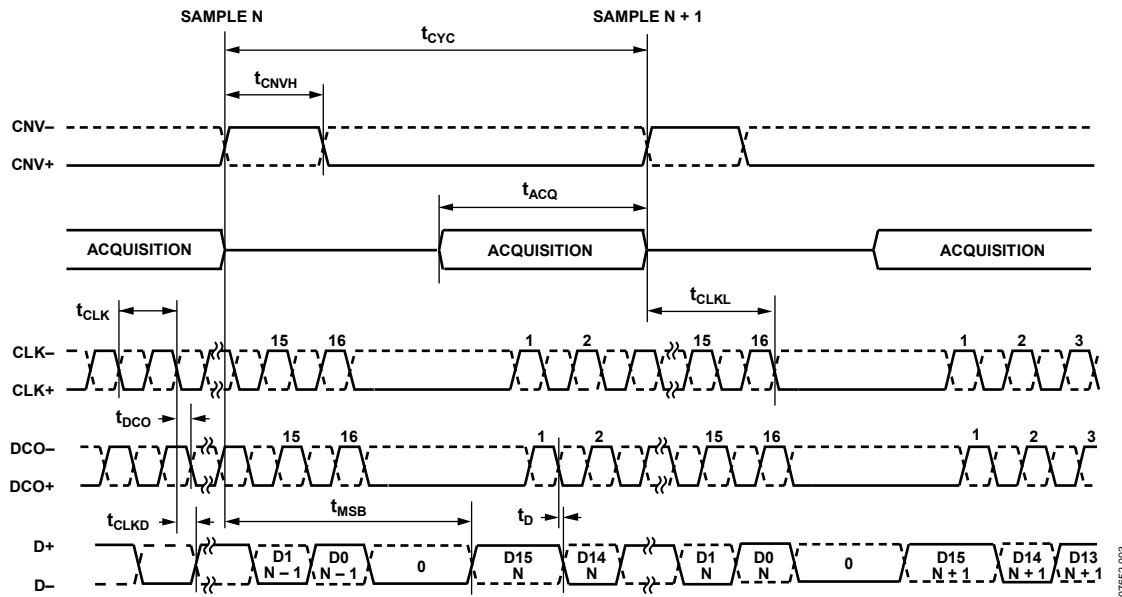 SAMPLE N SAMPLE N + 1
tCYC
tCNVH
CNV–
CNV+
tACQ
ACQUISITION ACQUISITION ACQUISITION
tCLK tCLKL
15 16 1 2 15 16 1 2 3
CLK–
CLK+
tDCO
15 16 1 2 15 16 1 2 3
DCO–
DCO+
tCLKD tMSB tD
D+
D–
D1 N – 1
D0 N – 1
0
D15 N
D14 N
D1 N
D0 N
0
D15 N + 1
D14 N + 1
D13 N + 1
07652-003